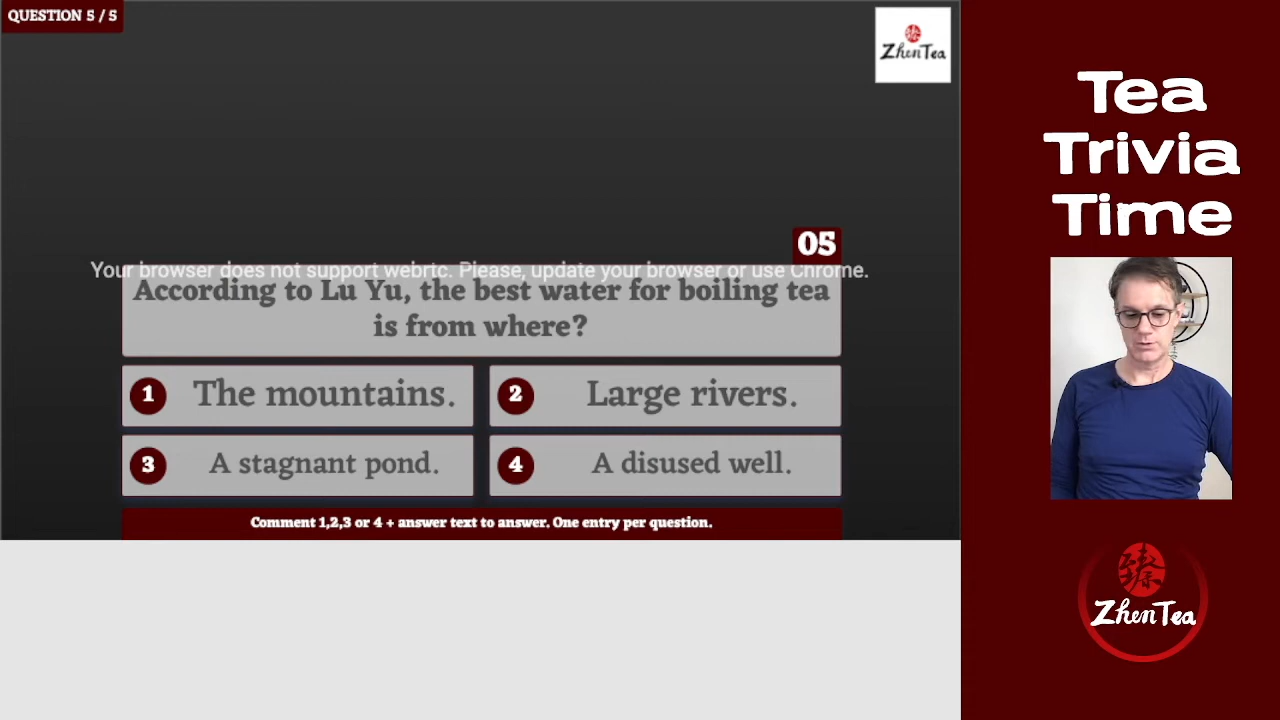 QUESTION 5 / 5
臻
ZhenTea
05
Your browser does not support webrtc. Please, update your browser or use Chrome.
According to Lu Yu, the best water for boiling tea
is from where?
1 The mountains.
2 Large rivers.
3 A stagnant pond.
4 A disused well.
Comment 1,2,3 or 4 + answer text to answer. One entry per question.
Tea
Trivia
Time
臻
ZhenTea